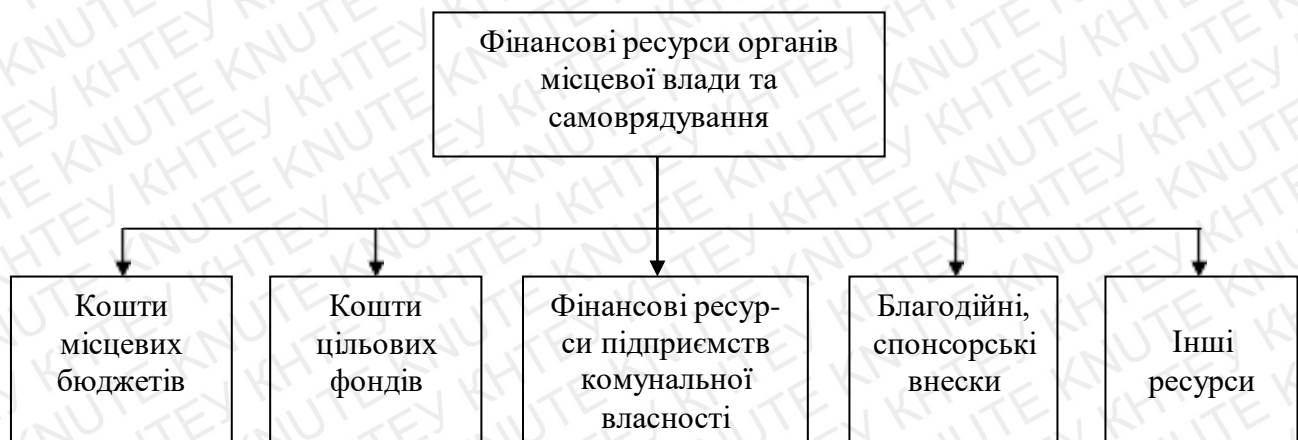 Фінансові ресурси органів
місцевої влади та
самоврядування
Кошти
місцевих
бюджетів
Кошти
цільових
фондів
Фінансові ресур-
си підприємств
комунальної
власності
Благодійні,
спонсорські
внески
Інші
ресурси